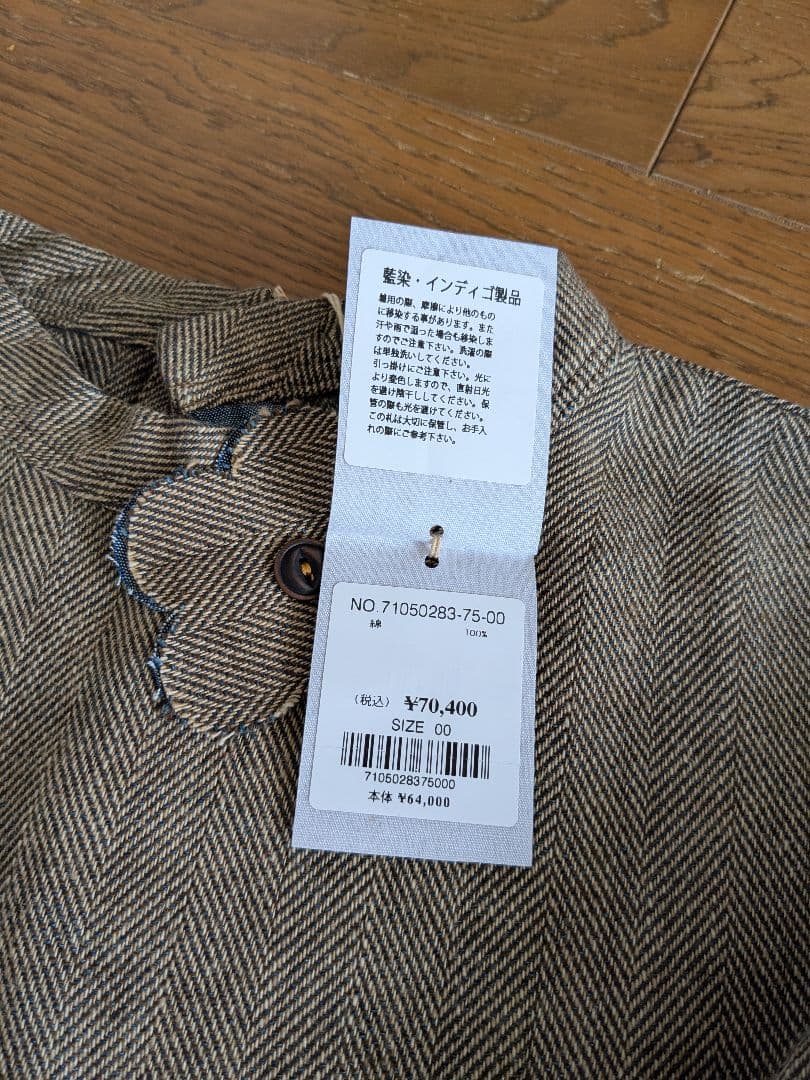 藍染・インディゴ製品
着用の際、摩擦により他のもの
に移染する事があります。また
汗や雨で湿った場合も移染しま
すのでご注意下さい。洗濯の際
は単独洗いしてください。
引っ掛けにご注意下さい。光に
より変色しますので、直射日光
を避け陰干ししてください。保
管の際も光を避けてください。
この札は大切に保管し、お手入
れの際にご参考下さい。
NO.71050283-75-00
綿 100%
(税込) ¥70,400
SIZE 00
7105028375000
本体 ¥64,000